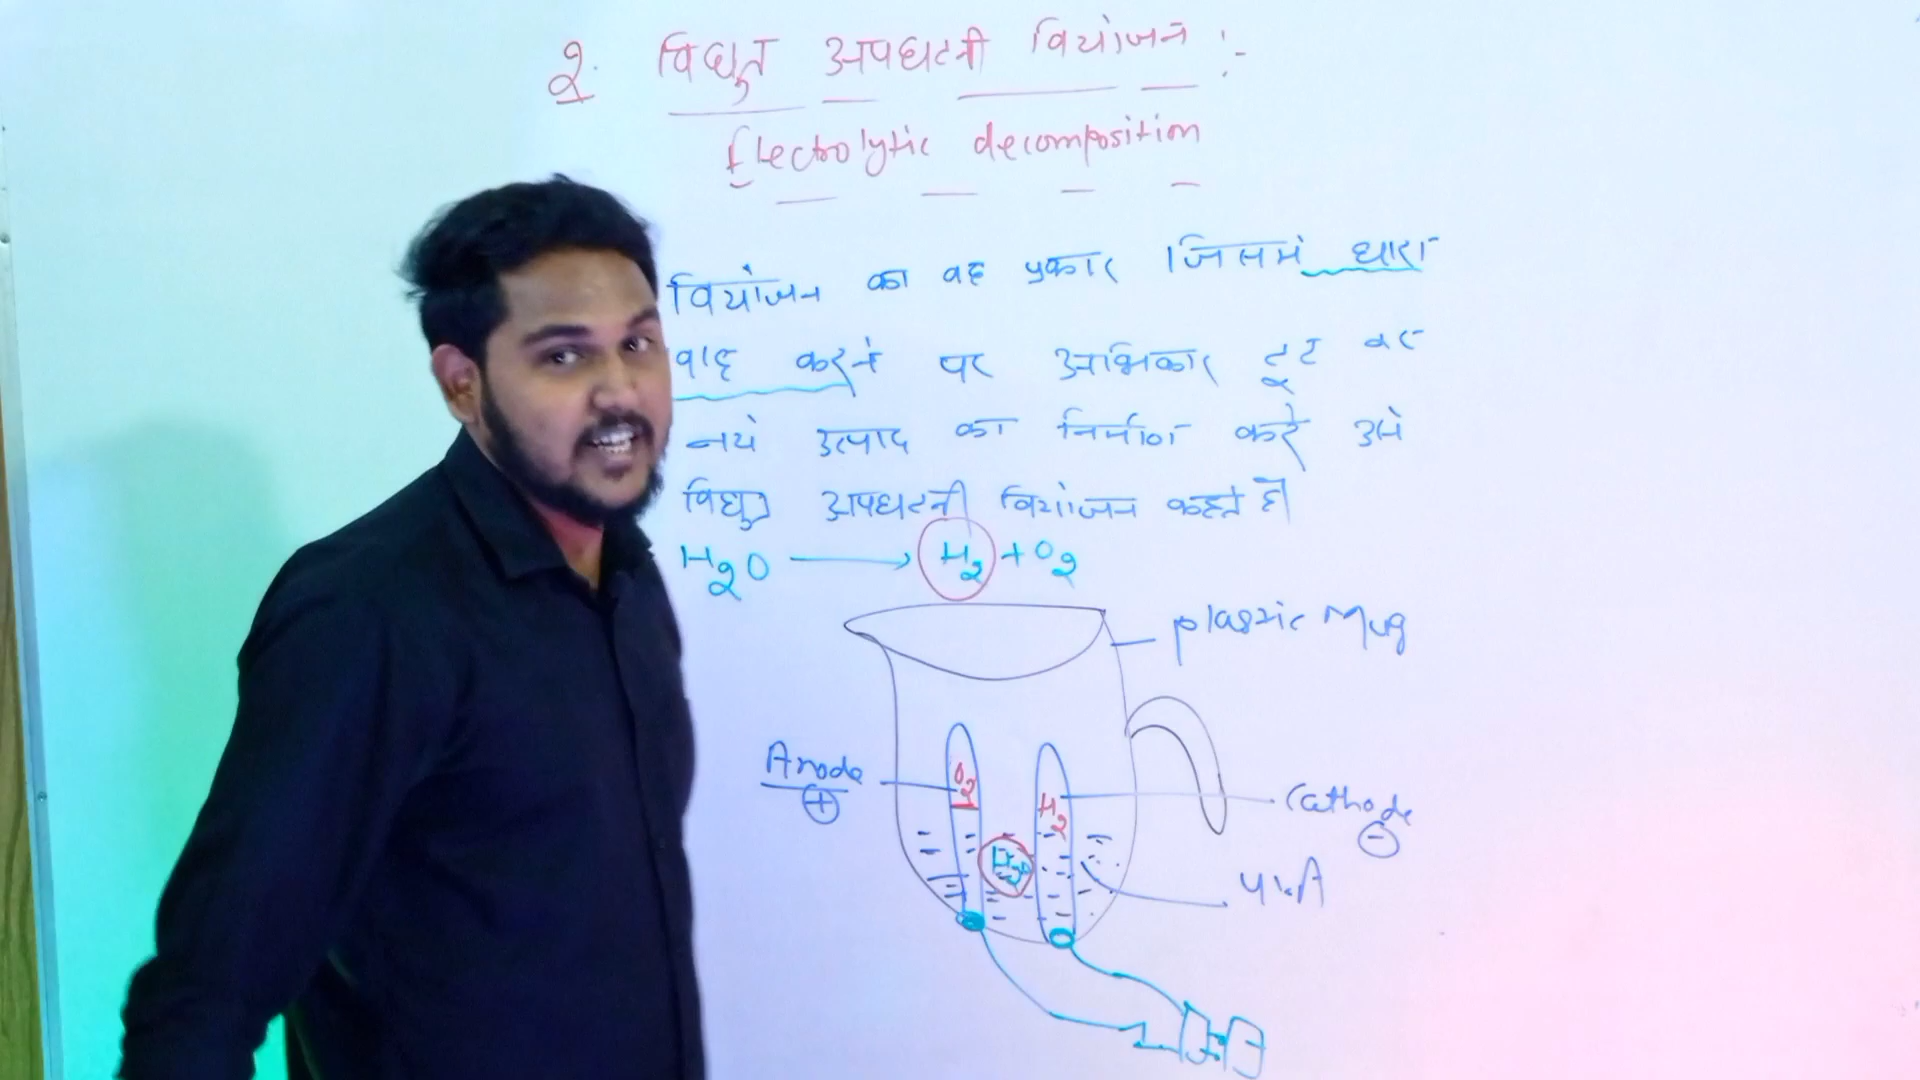 2. विद्युत अपघटनी वियोजन :-
Electrolytic decomposition
वियोजन का वह प्रकार जिसमें धारा
वाह करने पर अभिकार टूट कर
नये उत्पाद का निर्माण करे उसे
विद्युत अपघटनी वियोजन कहते है।
H2O → H2 + O2
plastic Mug
Anode
+
O2
H2
Cathode
-
H2O